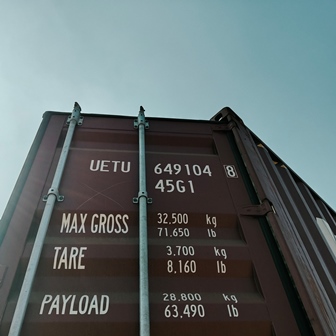 UETU 649104 8
45G1
MAX GROSS 32,500 kg
71,650 lb
TARE 3,700 kg
8,160 lb
PAYLOAD 28,800 kg
63,490 lb